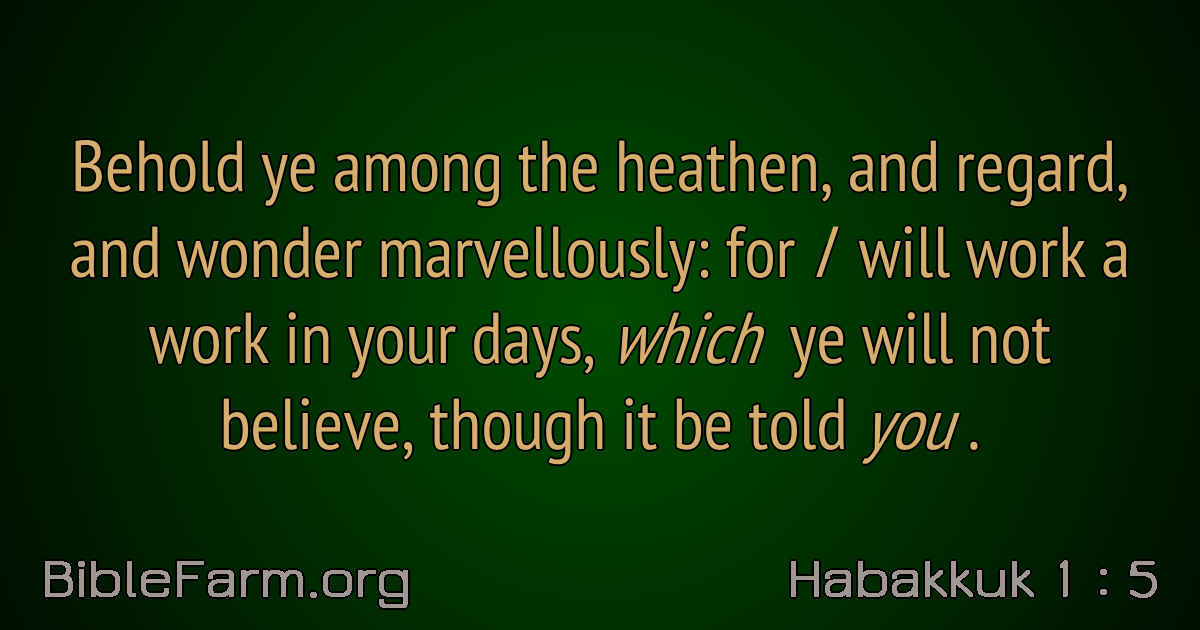 Behold ye among the heathen, and regard,
and wonder marvellously: for I will work a
work in your days, which ye will not
believe, though it be told you .
BibleFarm.org
Habakkuk 1 : 5